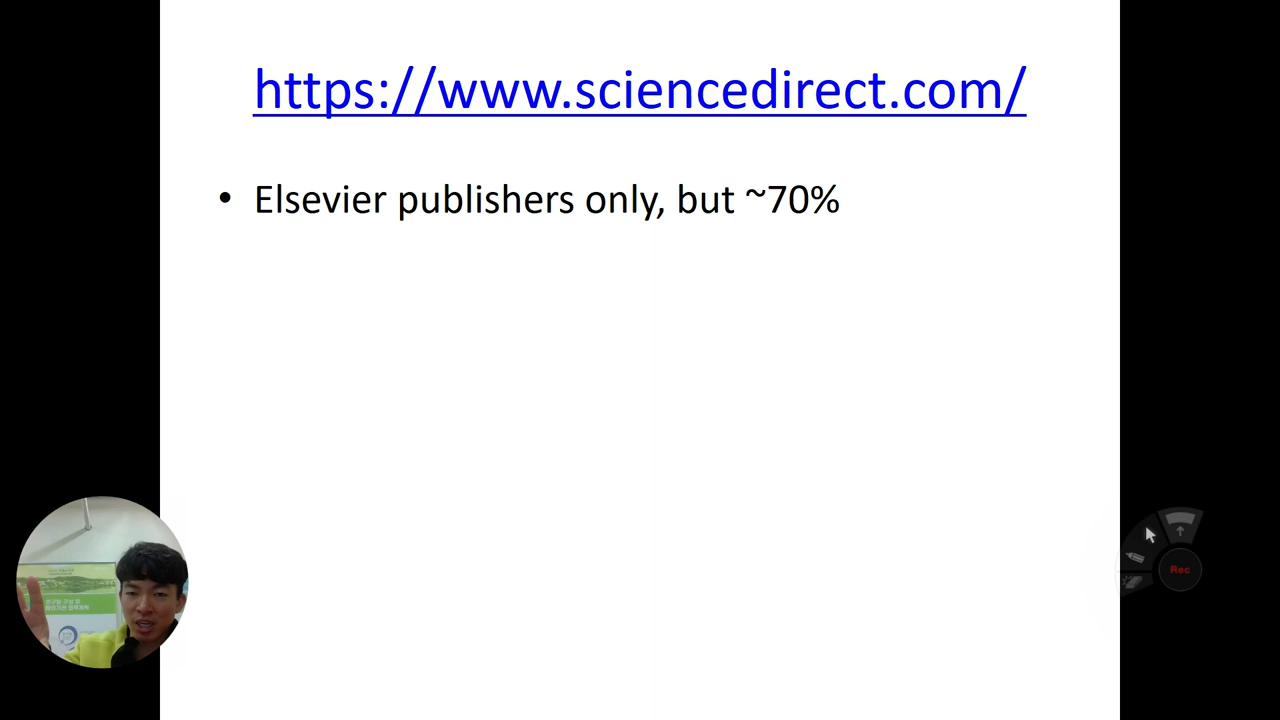 https://www.sciencedirect.com/
• Elsevier publishers only, but ~70%
Rec